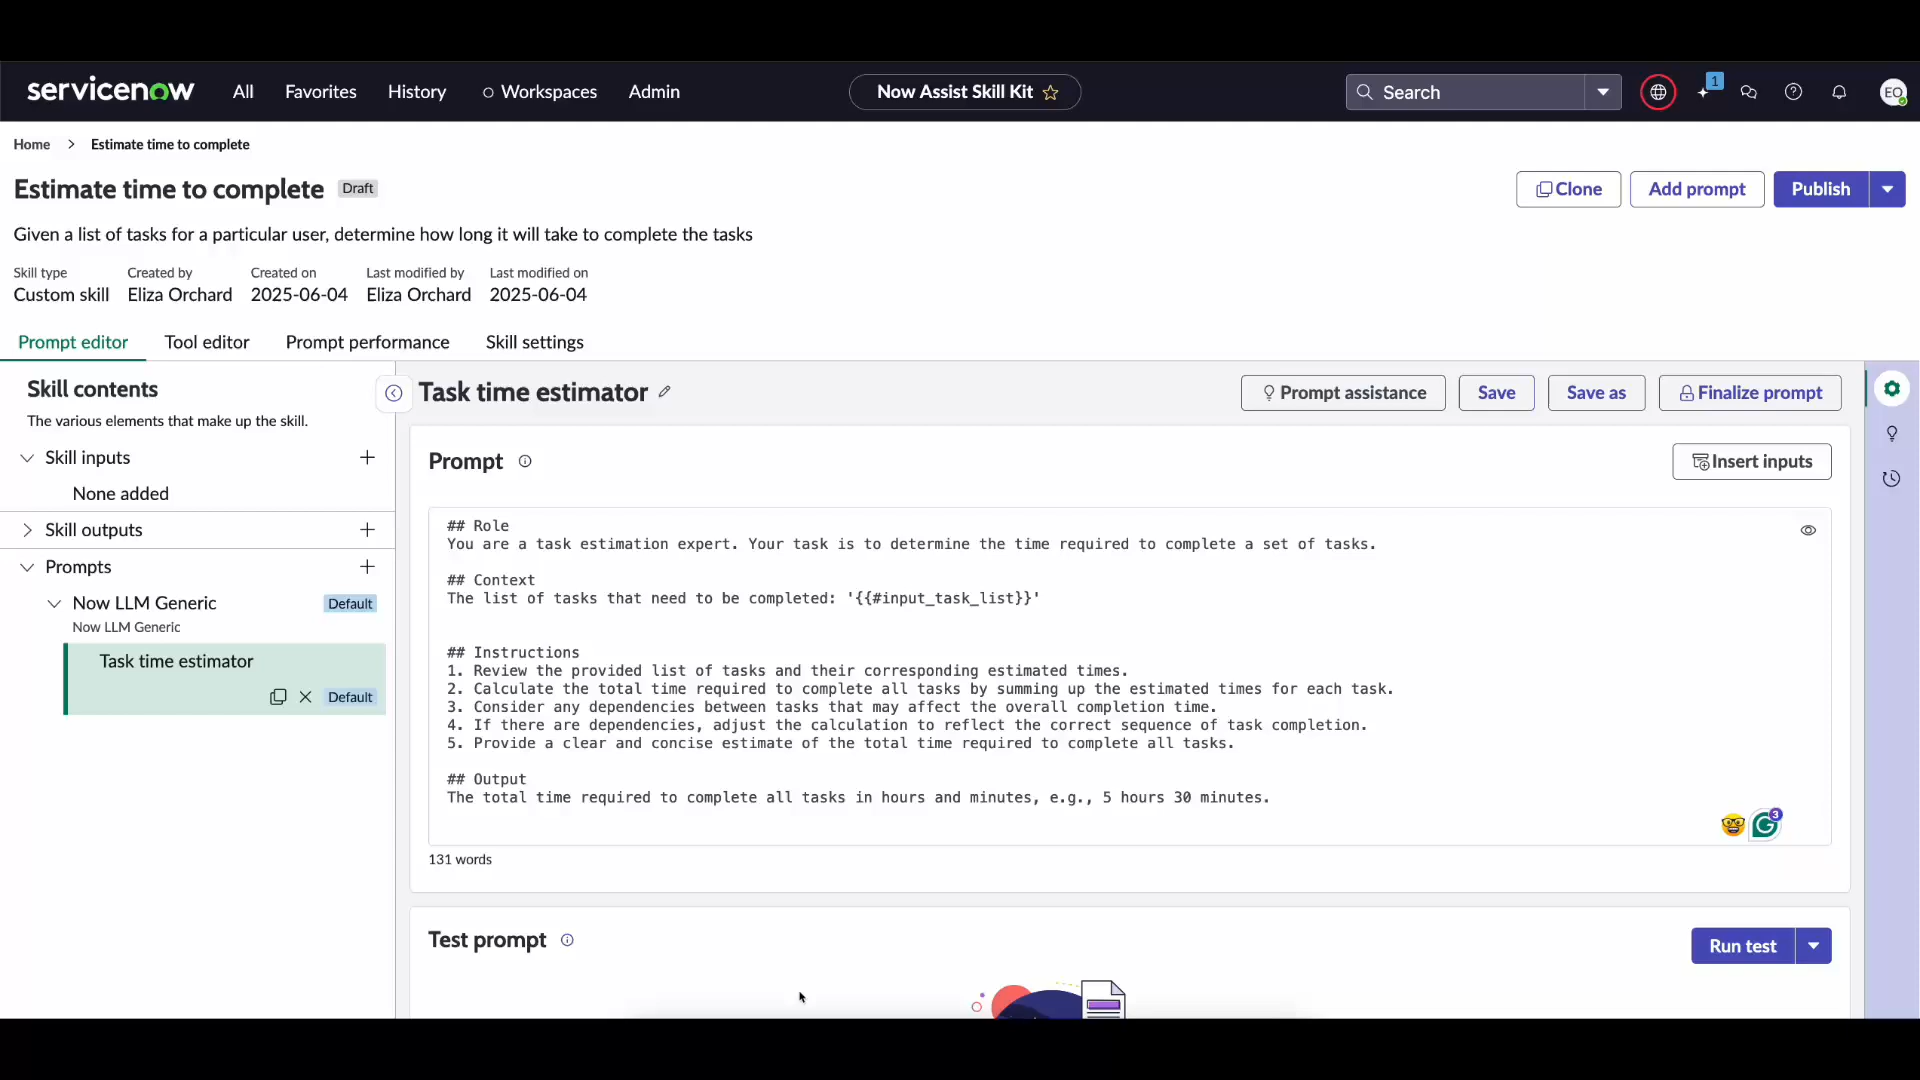 servicenow All Favorites History Workspaces Admin Now Assist Skill Kit Search 1 EO
Home > Estimate time to complete
Estimate time to complete Draft
Clone Add prompt Publish
Given a list of tasks for a particular user, determine how long it will take to complete the tasks
Skill type Created by Created on Last modified by Last modified on
Custom skill Eliza Orchard 2025-06-04 Eliza Orchard 2025-06-04
Prompt editor Tool editor Prompt performance Skill settings
Skill contents
The various elements that make up the skill.
Skill inputs
None added
Skill outputs
Prompts
Now LLM Generic Default
Now LLM Generic
Task time estimator
Default
Task time estimator
Prompt assistance Save Save as Finalize prompt
Prompt
Insert inputs
## Role
You are a task estimation expert. Your task is to determine the time required to complete a set of tasks.
## Context
The list of tasks that need to be completed: '{{#input_task_list}}'
## Instructions
1. Review the provided list of tasks and their corresponding estimated times.
2. Calculate the total time required to complete all tasks by summing up the estimated times for each task.
3. Consider any dependencies between tasks that may affect the overall completion time.
4. If there are dependencies, adjust the calculation to reflect the correct sequence of task completion.
5. Provide a clear and concise estimate of the total time required to complete all tasks.
## Output
The total time required to complete all tasks in hours and minutes, e.g., 5 hours 30 minutes.
3
131 words
Test prompt
Run test